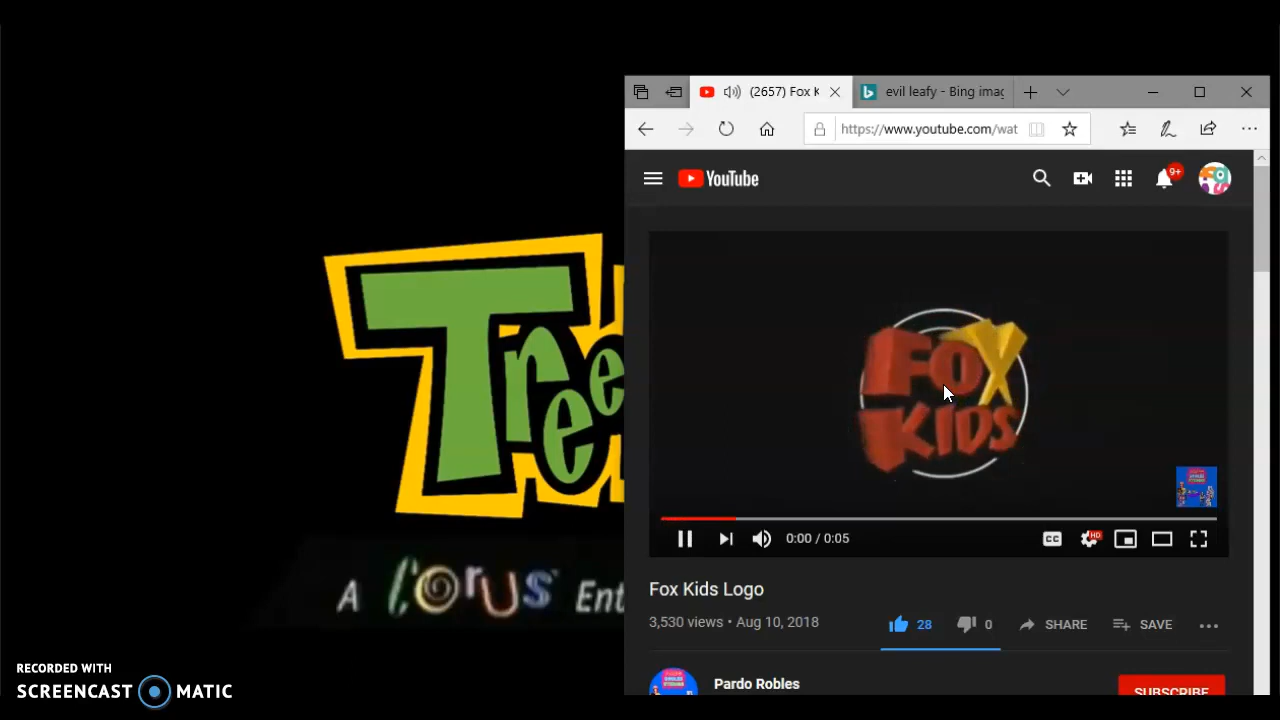 (2657) Fox K
evil leafy - Bing imag
https://www.youtube.com/wat
YouTube
9+
Tree
FOX
KIDS
A Corus Ent
CC
HD
0:00 / 0:05
Fox Kids Logo
3,530 views • Aug 10, 2018
28
0
SHARE
SAVE
Pardo Robles
SUBSCRIBE
RECORDED WITH
SCREENCAST MATIC